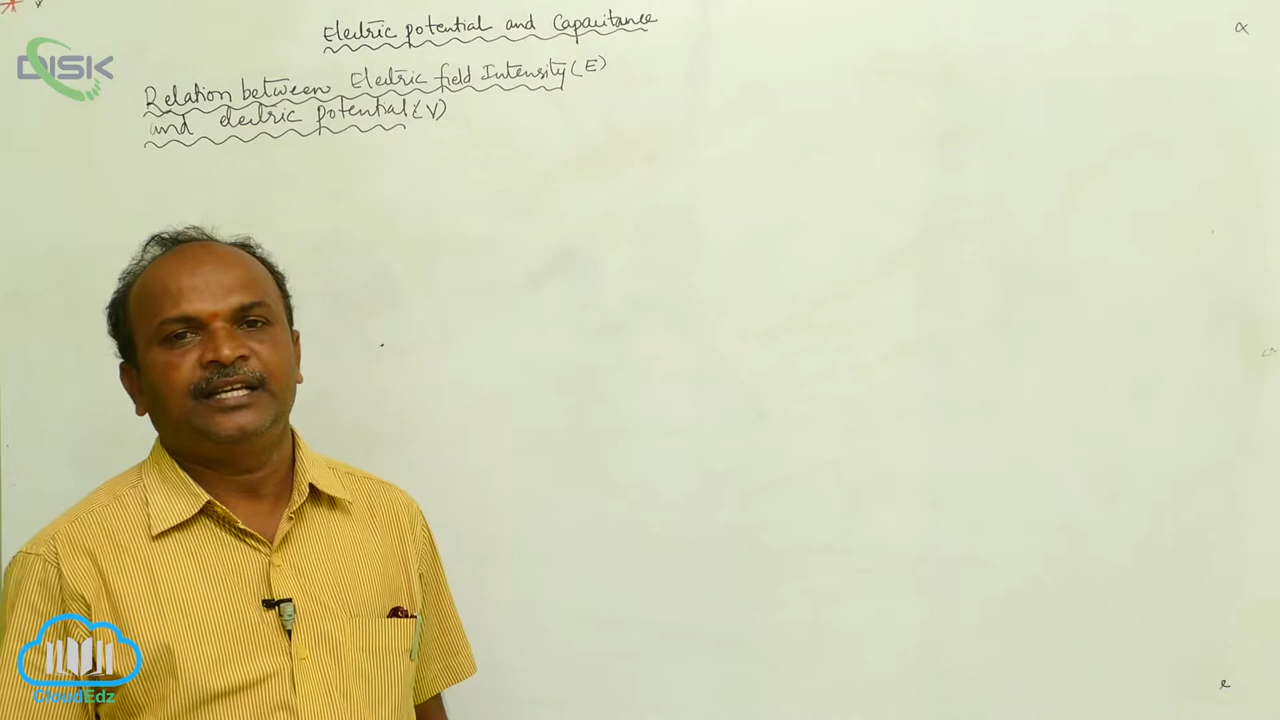 Electric potential and Capacitance
DISK
Relation between Electric field Intensity (E)
and electric potential (V)
CloudEdz